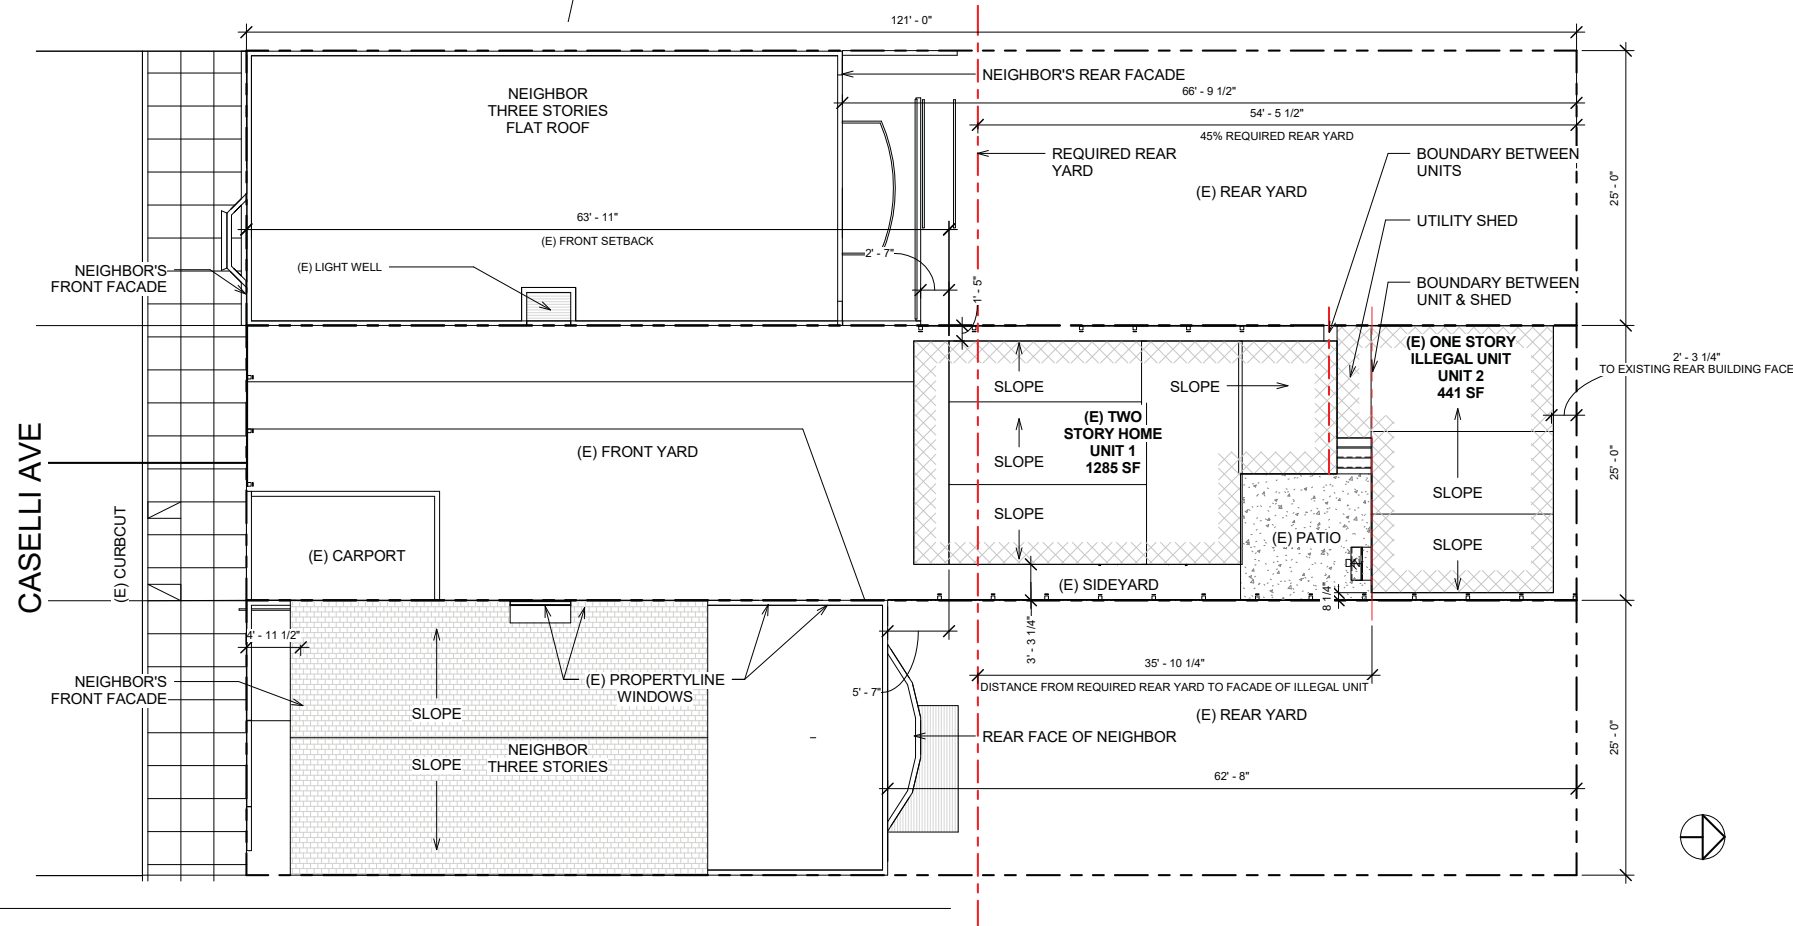 121' - 0"
NEIGHBOR
THREE STORIES
FLAT ROOF
NEIGHBOR'S REAR FACADE
66' - 9 1/2"
54' - 5 1/2"
45% REQUIRED REAR YARD
REQUIRED REAR
YARD
BOUNDARY BETWEEN
UNITS
(E) REAR YARD
25' - 0"
UTILITY SHED
63' - 11"
(E) FRONT SETBACK
2' - 7"
(E) LIGHT WELL
NEIGHBOR'S
FRONT FACADE
1' - 5"
BOUNDARY BETWEEN
UNIT & SHED
(E) ONE STORY
ILLEGAL UNIT
UNIT 2
441 SF
2' - 3 1/4"
TO EXISTING REAR BUILDING FACE
SLOPE
SLOPE
(E) TWO
STORY HOME
UNIT 1
1285 SF
SLOPE
SLOPE
SLOPE
SLOPE
(E) FRONT YARD
25' - 0"
CASELLI AVE
(E) CURBCUT
(E) CARPORT
(E) PATIO
(E) SIDEYARD
8 1/4"
3' - 3 1/4"
4' - 11 1/2"
35' - 10 1/4"
DISTANCE FROM REQUIRED REAR YARD TO FACADE OF ILLEGAL UNIT
NEIGHBOR'S
FRONT FACADE
(E) PROPERTYLINE
WINDOWS
5' - 7"
SLOPE
(E) REAR YARD
REAR FACE OF NEIGHBOR
25' - 0"
NEIGHBOR
THREE STORIES
SLOPE
62' - 8"